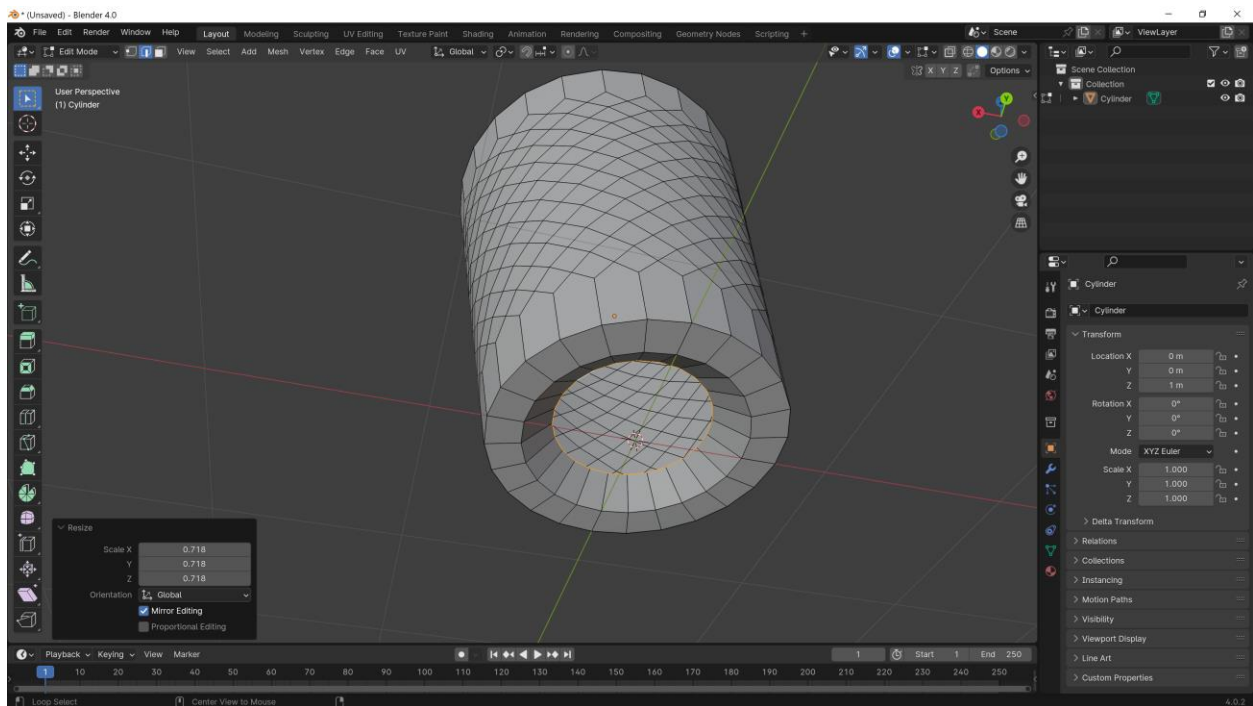 * (Unsaved) - Blender 4.0
File Edit Render Window Help Layout Modeling Sculpting UV Editing Texture Paint Shading Animation Rendering Compositing Geometry Nodes Scripting + Scene ViewLayer
Edit Mode View Select Add Mesh Vertex Edge Face UV Global
X Y Z Options
User Perspective
(1) Cylinder
Y
X
Scene Collection
Collection
Cylinder
Cylinder
Cylinder
Transform
Location X 0 m
Y 0 m
Z 1 m
Rotation X 0°
Y 0°
Z 0°
Mode XYZ Euler
Scale X 1.000
Y 1.000
Z 1.000
Delta Transform
Relations
Collections
Instancing
Motion Paths
Visibility
Viewport Display
Line Art
Custom Properties
Resize
Scale X 0.718
Y 0.718
Z 0.718
Orientation Global
Mirror Editing
Proportional Editing
Playback Keying View Marker 1 Start 1 End 250
1 10 20 30 40 50 60 70 80 90 100 110 120 130 140 150 160 170 180 190 200 210 220 230 240 250
Loop Select Center View to Mouse 4.0.2